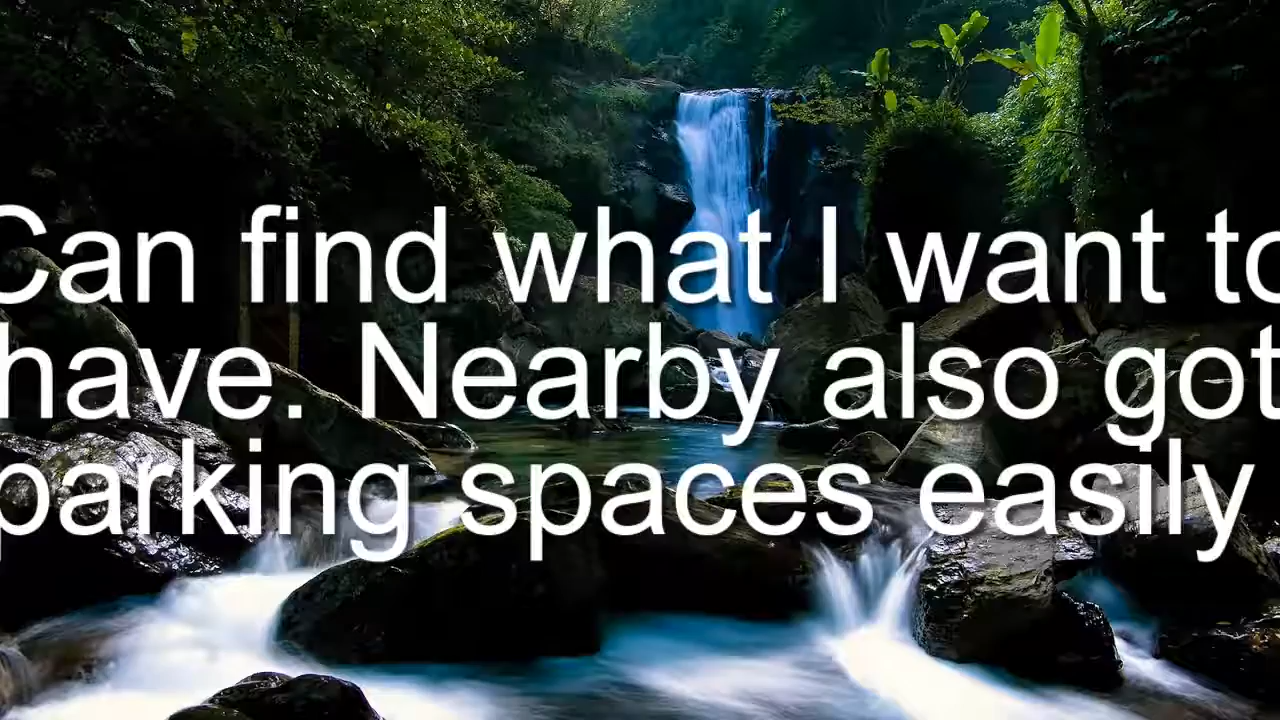 Can find what I want to
have. Nearby also got
parking spaces easily